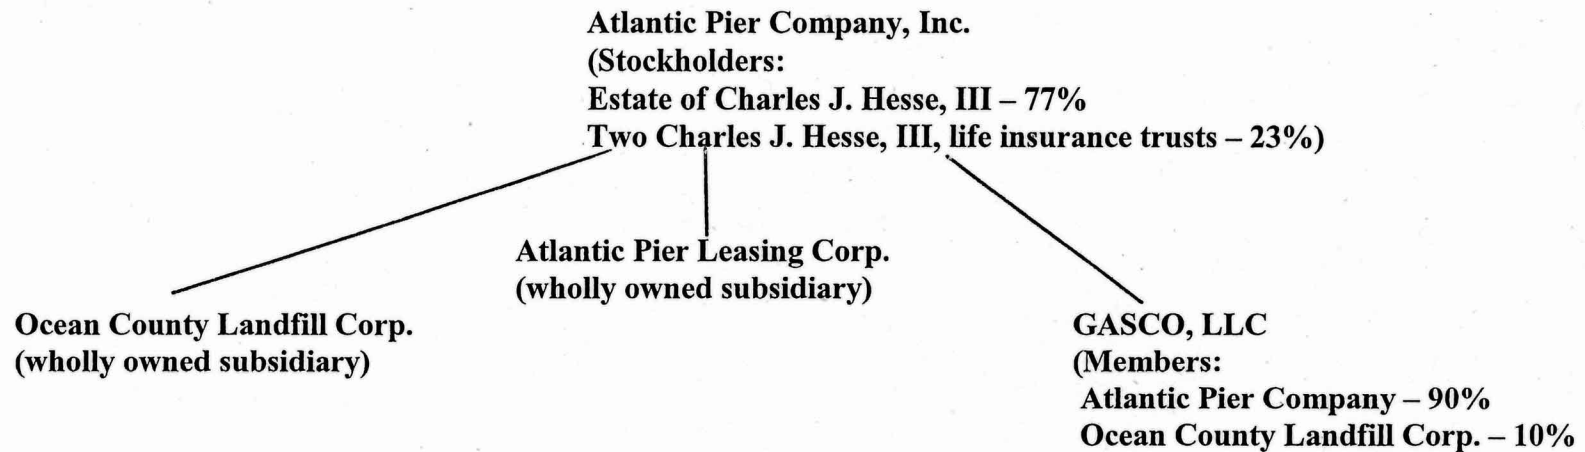 Atlantic Pier Company, Inc.
(Stockholders:
Estate of Charles J. Hesse, III – 77%
Two Charles J. Hesse, III, life insurance trusts – 23%)
Atlantic Pier Leasing Corp.
(wholly owned subsidiary)
Ocean County Landfill Corp.
(wholly owned subsidiary)
GASCO, LLC
(Members:
Atlantic Pier Company – 90%
Ocean County Landfill Corp. – 10%